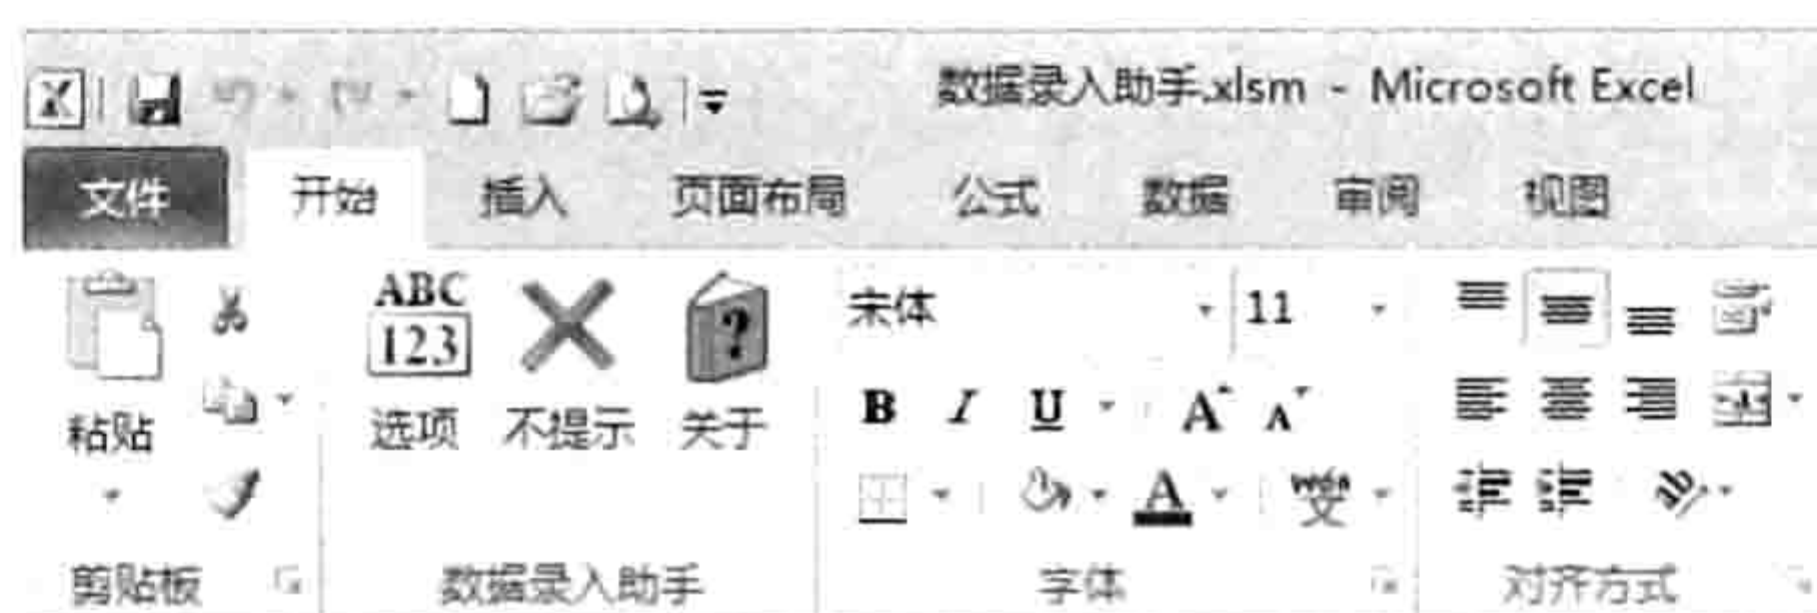 数据录入助手.xlsm - Microsoft Excel
文件 开始 插入 页面布局 公式 数据 审阅 视图
ABC
123
粘贴 选项 不提示 关于
宋体 11
B I U A A
A wén 文
剪贴板 数据录入助手 字体 对齐方式